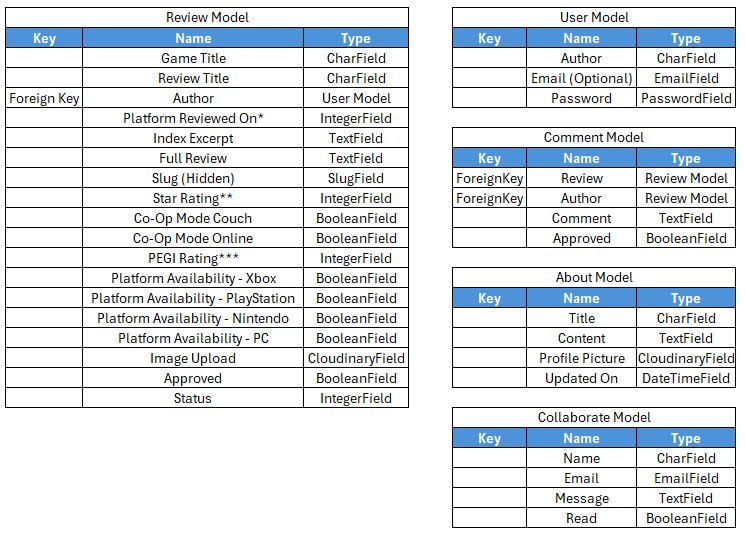 Review Model
Key Name Type
Game Title CharField
Review Title CharField
Foreign Key Author User Model
Platform Reviewed On* IntegerField
Index Excerpt TextField
Full Review TextField
Slug (Hidden) SlugField
Star Rating** IntegerField
Co-Op Mode Couch BooleanField
Co-Op Mode Online BooleanField
PEGI Rating*** IntegerField
Platform Availability - Xbox BooleanField
Platform Availability - PlayStation BooleanField
Platform Availability - Nintendo BooleanField
Platform Availability - PC BooleanField
Image Upload CloudinaryField
Approved BooleanField
Status IntegerField
User Model
Key Name Type
Author CharField
Email (Optional) EmailField
Password PasswordField
Comment Model
Key Name Type
ForeignKey Review Review Model
ForeignKey Author Review Model
Comment TextField
Approved BooleanField
About Model
Key Name Type
Title CharField
Content TextField
Profile Picture CloudinaryField
Updated On DateTimeField
Collaborate Model
Key Name Type
Name CharField
Email EmailField
Message TextField
Read BooleanField